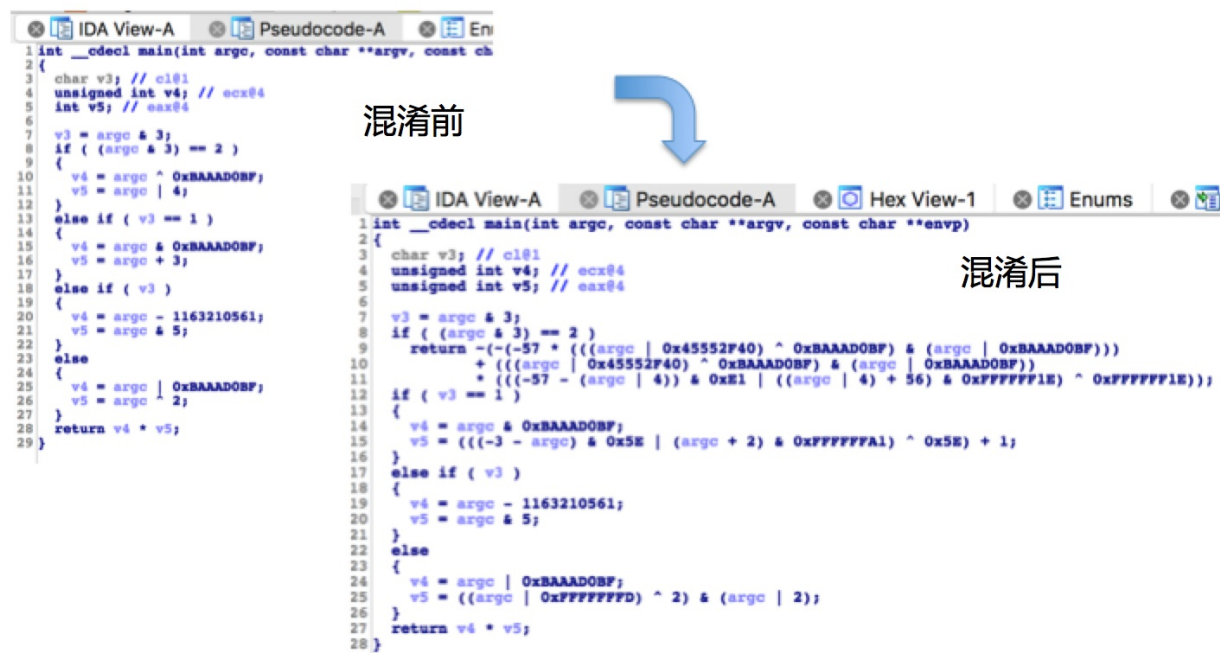 IDA View-A Pseudocode-A En
1 int __cdecl main(int argc, const char **argv, const ch
2 {
3 char v3; // cl@1
4 unsigned int v4; // ecx@4
5 int v5; // eax@4
6
7 v3 = argc & 3;
8 if ( (argc & 3) == 2 )
9 {
10 v4 = argc ^ 0xBAAAD0BF;
11 v5 = argc | 4;
12 }
13 else if ( v3 == 1 )
14 {
15 v4 = argc & 0xBAAAD0BF;
16 v5 = argc + 3;
17 }
18 else if ( v3 )
19 {
20 v4 = argc - 1163210561;
21 v5 = argc & 5;
22 }
23 else
24 {
25 v4 = argc | 0xBAAAD0BF;
26 v5 = argc ^ 2;
27 }
28 return v4 * v5;
29 }
混淆前
IDA View-A Pseudocode-A Hex View-1 Enums
1 int __cdecl main(int argc, const char **argv, const char **envp)
2 {
3 char v3; // cl@1
4 unsigned int v4; // ecx@4
5 unsigned int v5; // eax@4
6
7 v3 = argc & 3;
8 if ( (argc & 3) == 2 )
9 return ~(-(-57 * (((argc | 0x45552F40) ^ 0xBAAAD0BF) & (argc | 0xBAAAD0BF)))
10 + (((argc | 0x45552F40) ^ 0xBAAAD0BF) & (argc | 0xBAAAD0BF))
11 * (((-57 - (argc | 4)) & 0xE1 | ((argc | 4) + 56) & 0xFFFFFF1E) ^ 0xFFFFFF1E));
12 if ( v3 == 1 )
13 {
14 v4 = argc & 0xBAAAD0BF;
15 v5 = (((-3 - argc) & 0x5E | (argc + 2) & 0xFFFFFFA1) ^ 0x5E) + 1;
16 }
17 else if ( v3 )
18 {
19 v4 = argc - 1163210561;
20 v5 = argc & 5;
21 }
22 else
23 {
24 v4 = argc | 0xBAAAD0BF;
25 v5 = ((argc | 0xFFFFFFFD) ^ 2) & (argc | 2);
26 }
27 return v4 * v5;
28 }
混淆后